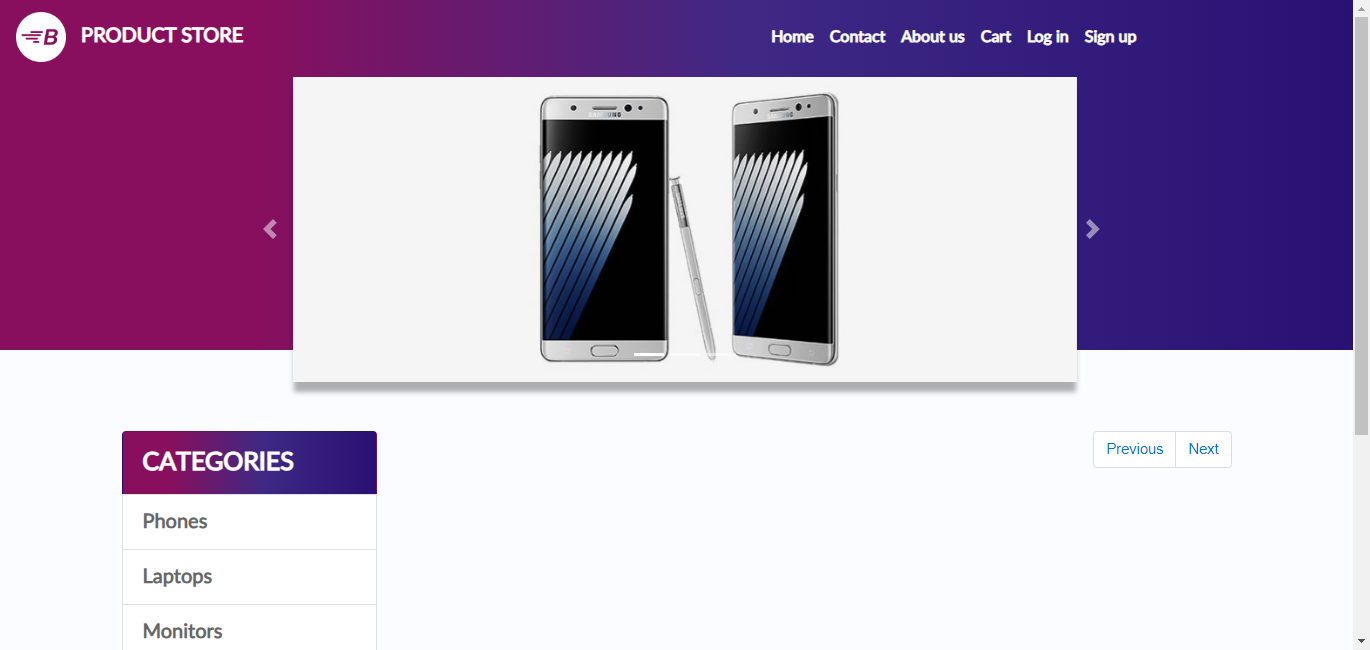 B PRODUCT STORE
Home Contact About us Cart Log in Sign up
SAMSUNG SAMSUNG
CATEGORIES
Previous Next
Phones
Laptops
Monitors